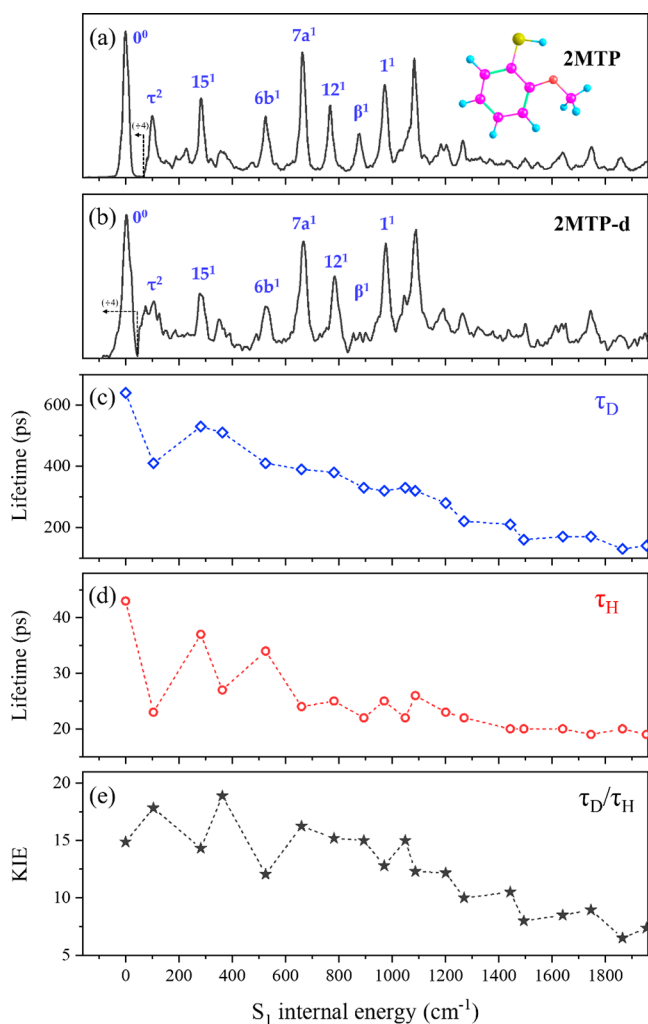 (a)
0⁰
τ²
(÷4)
15¹
6b¹
7a¹
12¹
β¹
1¹
2MTP
(b)
0⁰
τ²
(÷4)
15¹
6b¹
7a¹
12¹
β¹
1¹
2MTP-d
(c)
τD
600
400
200
Lifetime (ps)
(d)
τH
40
30
20
Lifetime (ps)
(e)
τD/τH
20
15
10
5
KIE
0 200 400 600 800 1000 1200 1400 1600 1800
S₁ internal energy (cm⁻¹)